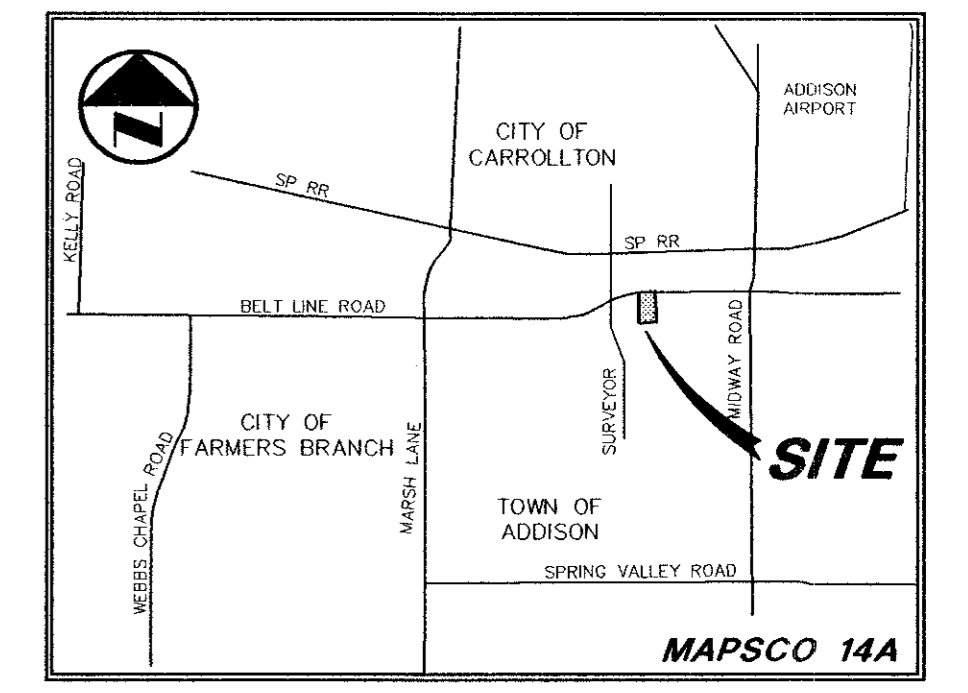 N
ADDISON
AIRPORT
CITY OF
CARROLLTON
KELLY ROAD
SP RR
SP RR
BELT LINE ROAD
MIDWAY ROAD
SURVEYOR
CITY OF
FARMERS BRANCH
MARSH LANE
WEBBS CHAPEL ROAD
SITE
TOWN OF
ADDISON
SPRING VALLEY ROAD
MAPSCO 14A